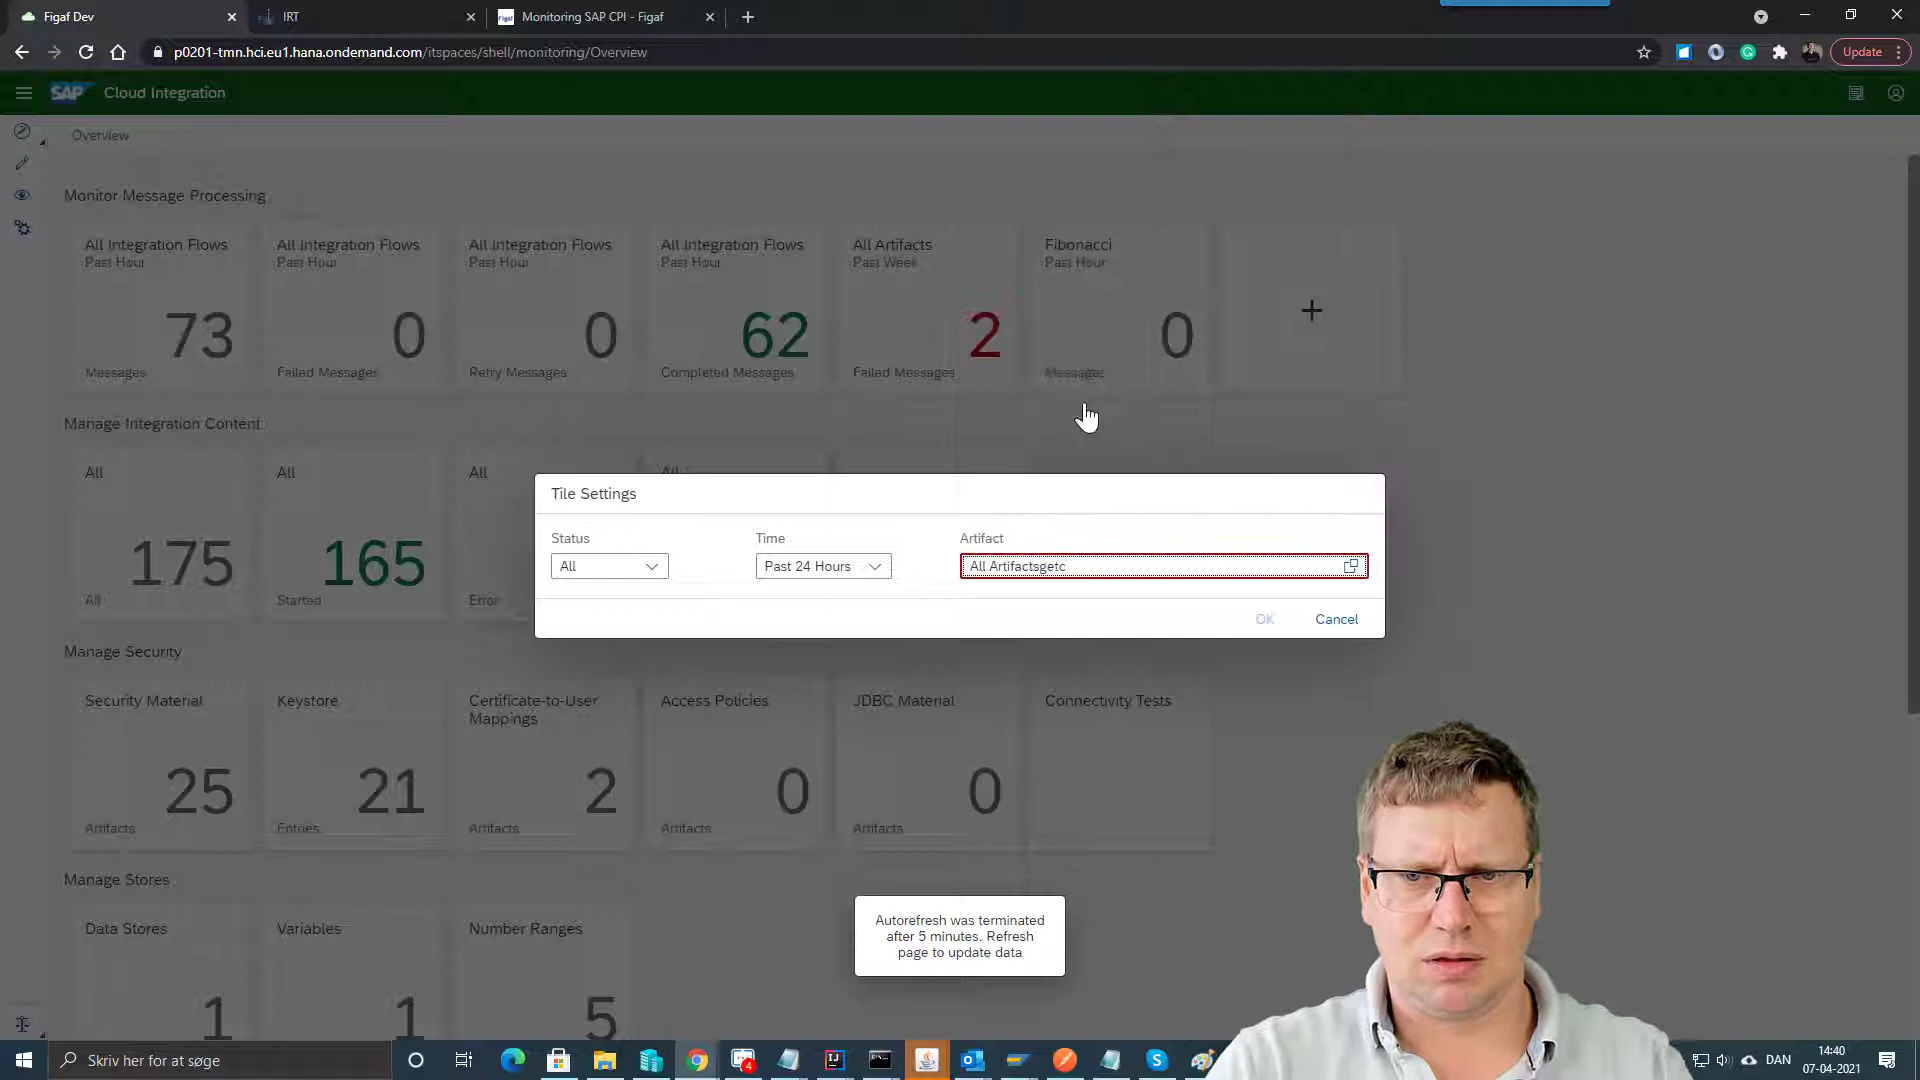 Figaf Dev
IRT
Monitoring SAP CPI - Figaf
p0201-tmn.hci.eu1.hana.ondemand.com/itspaces/shell/monitoring/Overview
Update
SAP Cloud Integration
Overview
Monitor Message Processing
All Integration Flows
Past Hour
73
Messages
All Integration Flows
Past Hour
0
Failed Messages
All Integration Flows
Past Hour
0
Retry Messages
All Integration Flows
Past Hour
62
Completed Messages
All Artifacts
Past Week
2
Failed Messages
Fibonacci
Past Hour
0
Messages
Manage Integration Content
All
175
All
All
165
Started
All
Error
All
Tile Settings
Status
All
Time
Past 24 Hours
Artifact
All Artifactsgetc
OK
Cancel
Manage Security
Security Material
25
Artifacts
Keystore
21
Entries
Certificate-to-User
Mappings
2
Artifacts
Access Policies
0
Artifacts
JDBC Material
0
Artifacts
Connectivity Tests
Manage Stores
Data Stores
1
Variables
1
Number Ranges
5
Autorefresh was terminated
after 5 minutes. Refresh
page to update data
Skriv her for at søge
4
DAN
14:40
07-04-2021